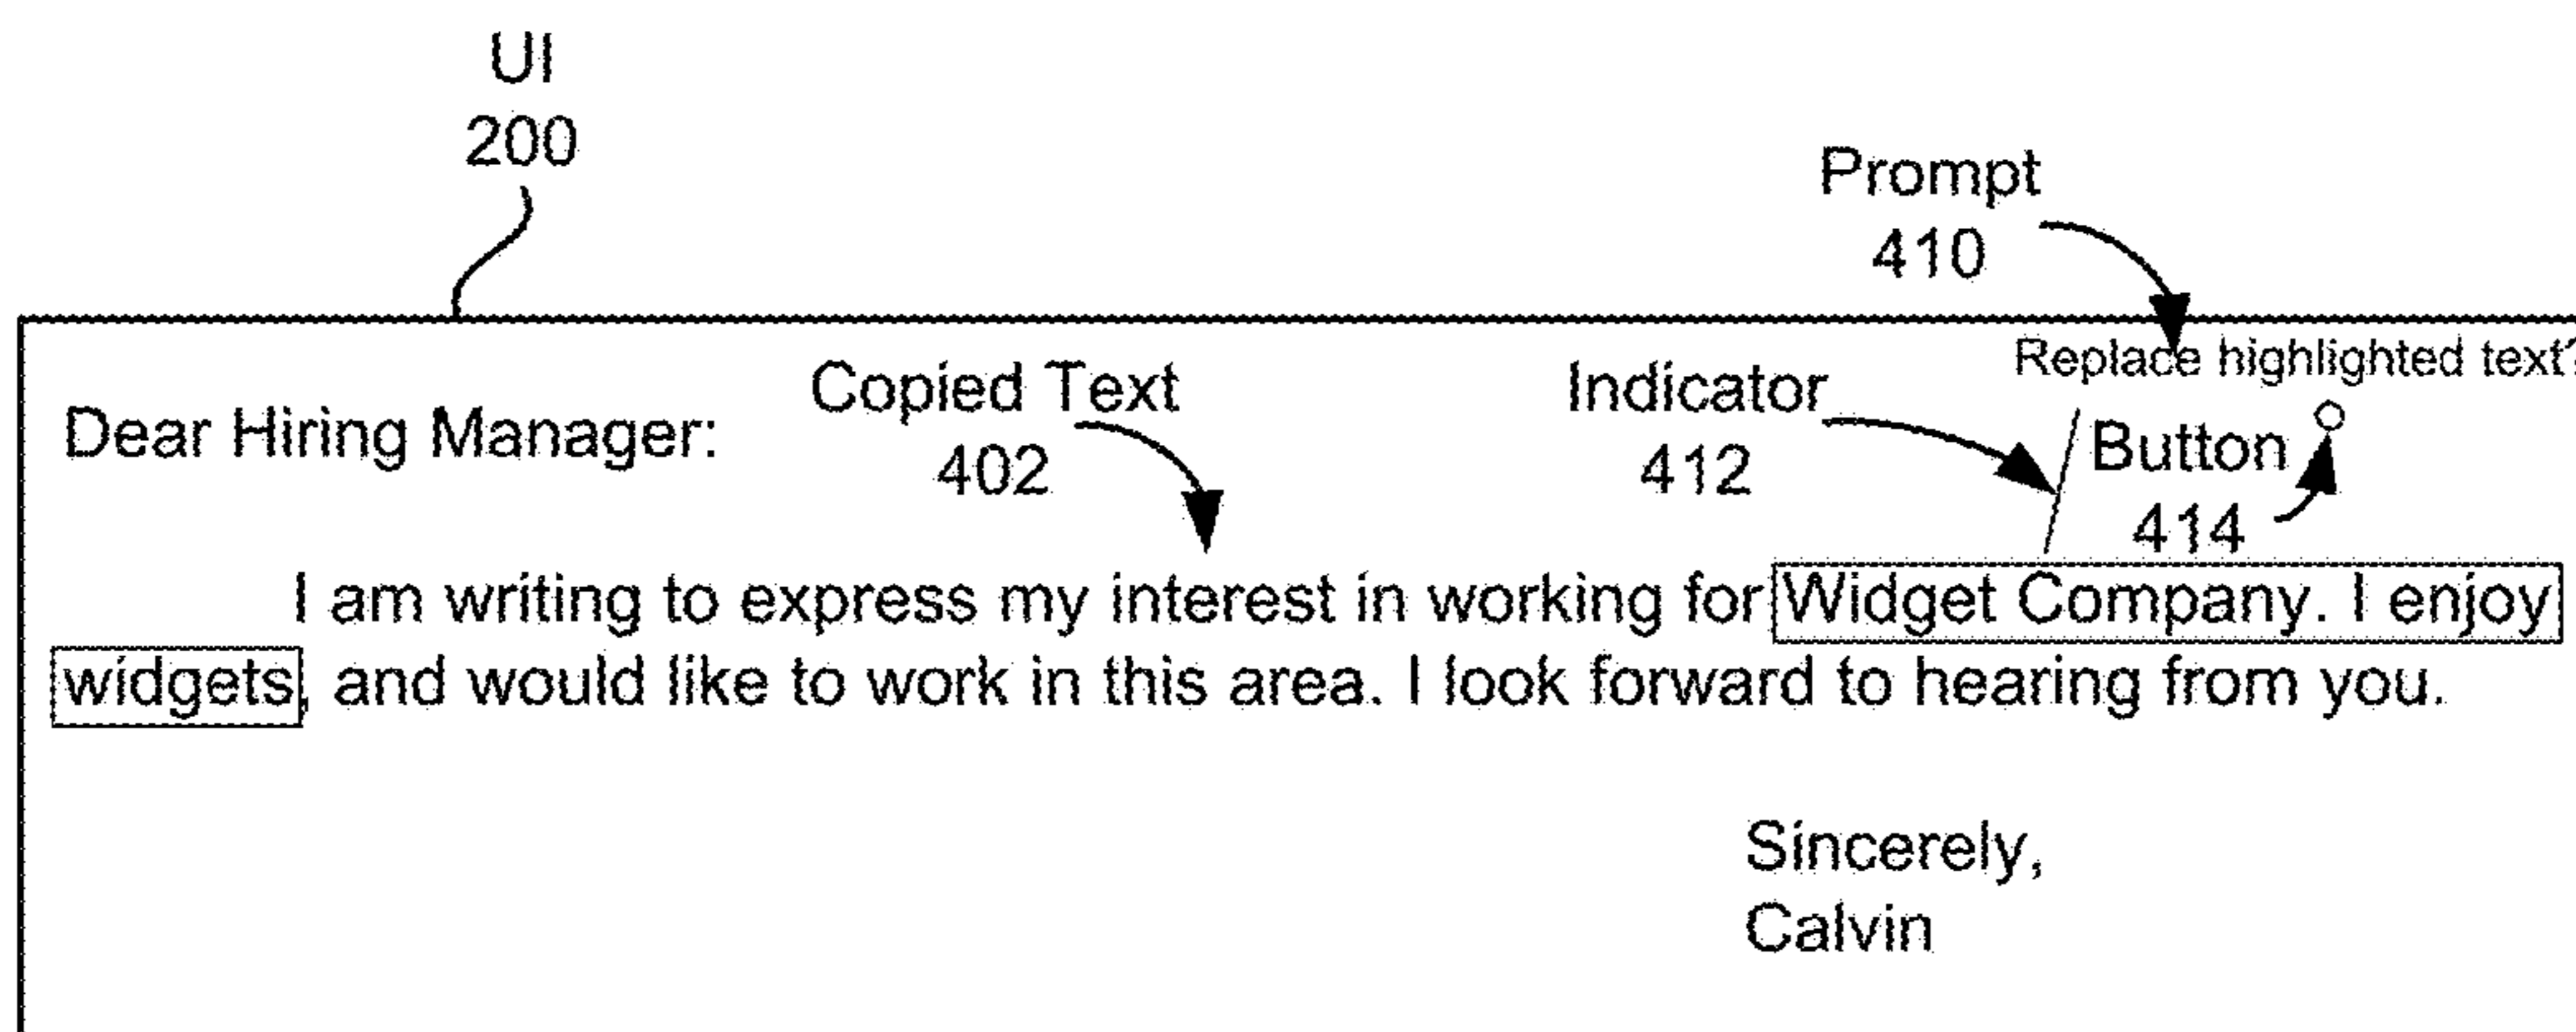 UI
200
Prompt
410
Replace highlighted text?
Copied Text
402
Indicator
412
Button
414
Dear Hiring Manager:
I am writing to express my interest in working for Widget Company. I enjoy
widgets, and would like to work in this area. I look forward to hearing from you.
Sincerely,
Calvin